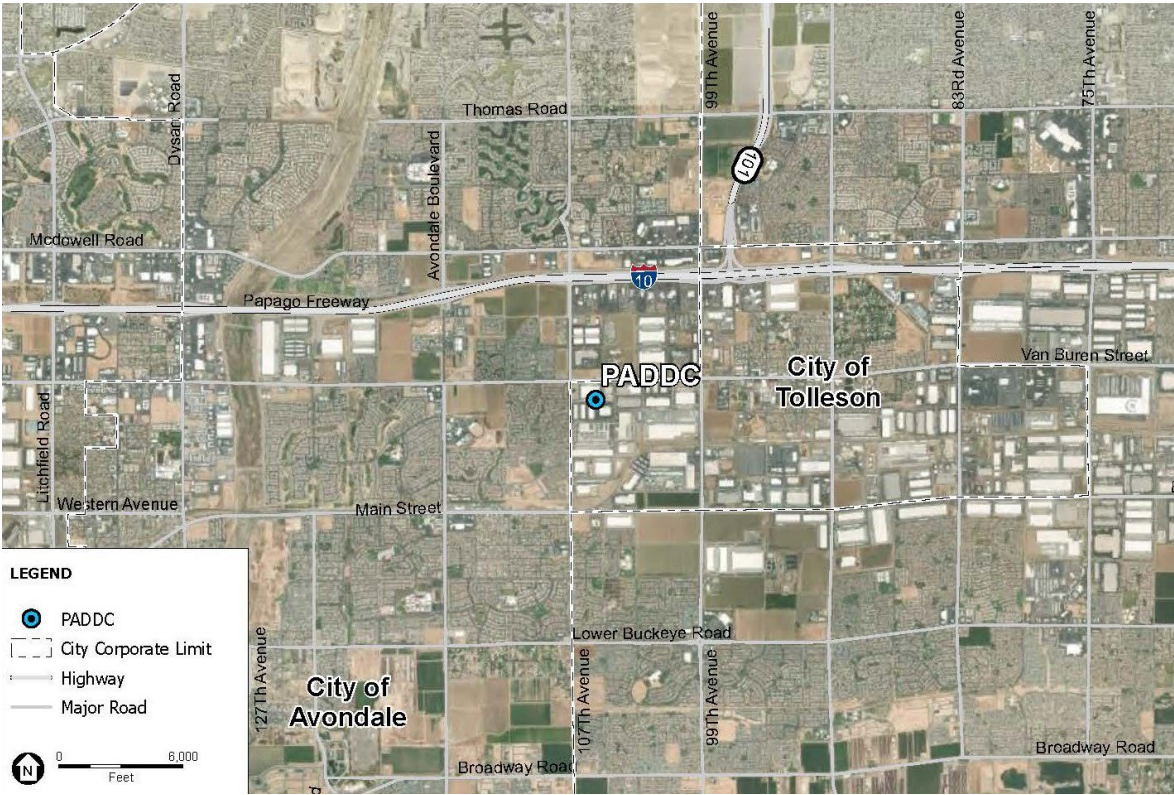 99Th Avenue
83Rd Avenue
75Th Avenue
Thomas Road
Dysart Road
101
Avondale Boulevard
Mcdowell Road
10
Papago Freeway
Van Buren Street
PADDC
City of
Tolleson
Litchfield Road
Western Avenue
Main Street
LEGEND
PADDC
City Corporate Limit
Highway
Major Road
0 6,000
Feet
N
Lower Buckeye Road
127Th Avenue
City of
Avondale
107Th Avenue
99Th Avenue
Broadway Road
Broadway Road